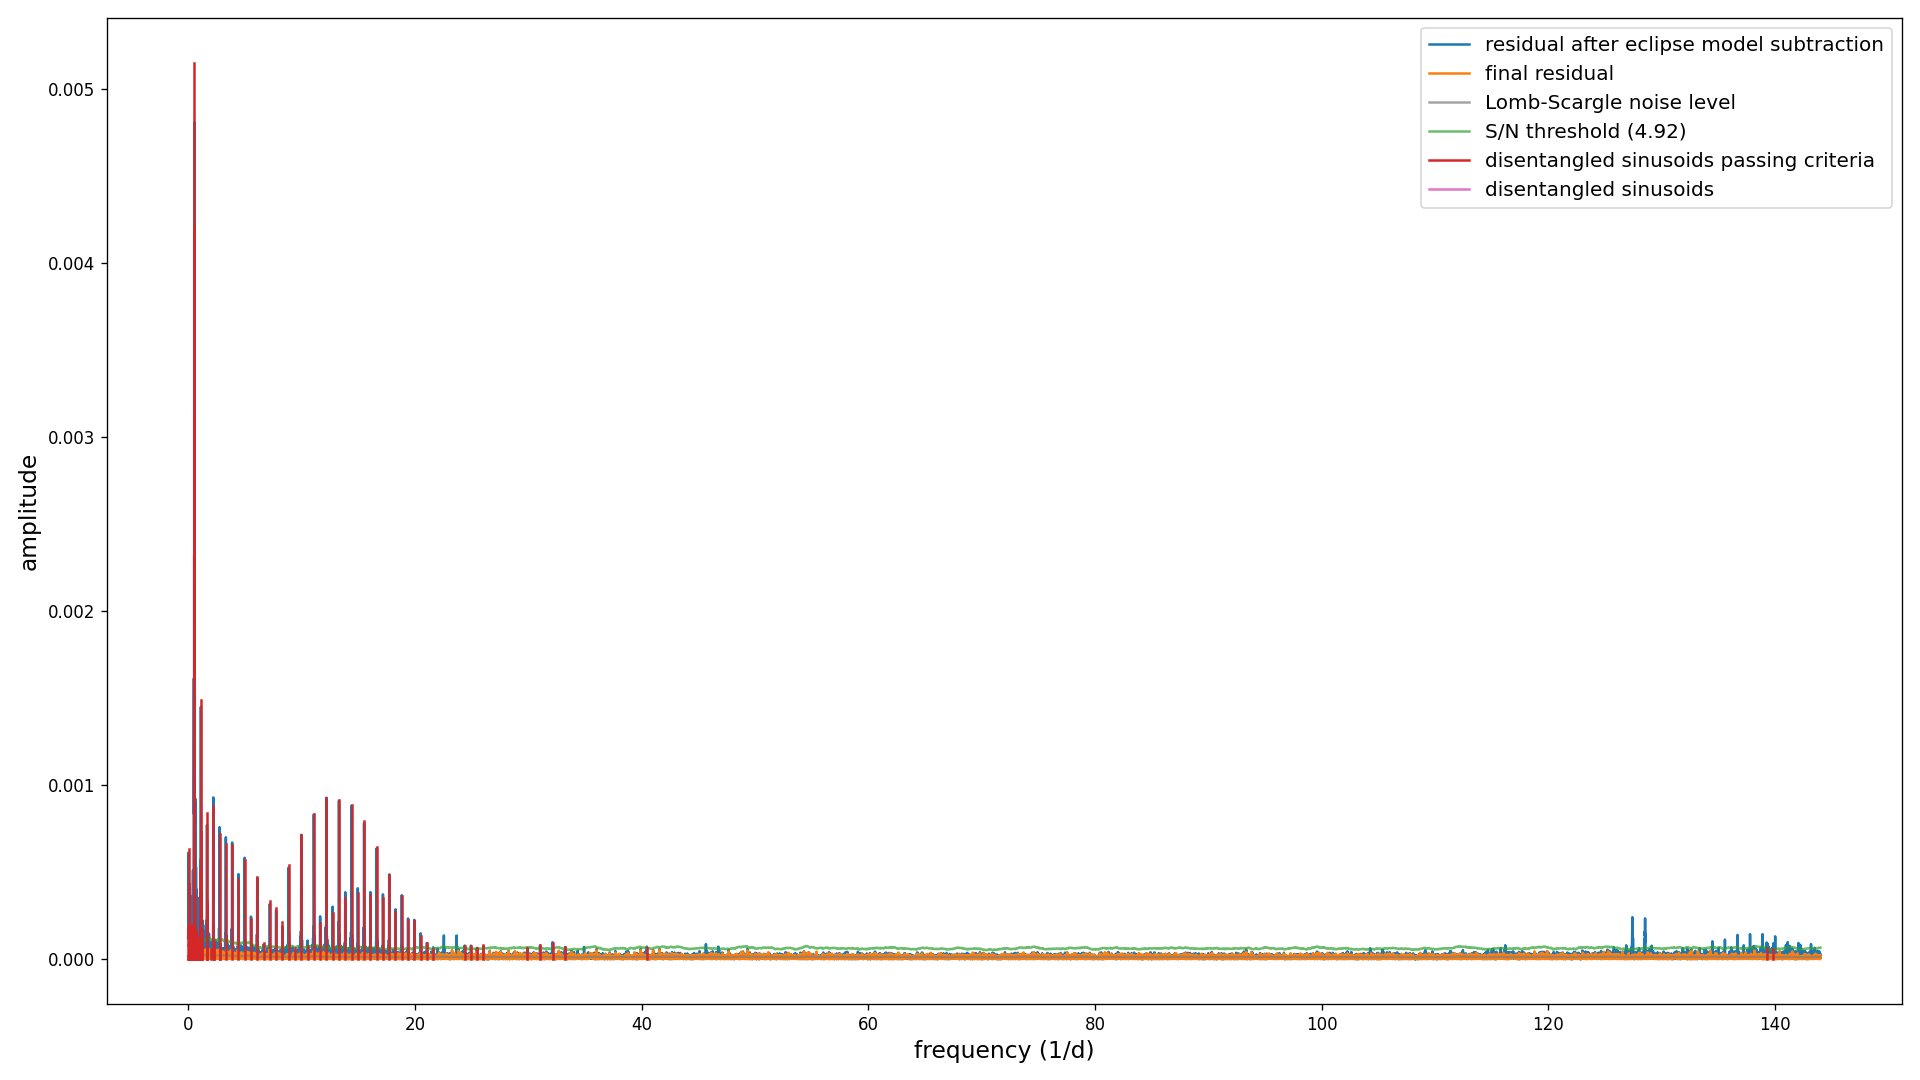 residual after eclipse model subtraction
final residual
Lomb-Scargle noise level
S/N threshold (4.92)
disentangled sinusoids passing criteria
disentangled sinusoids
0.005
0.004
0.003
0.002
0.001
0.000
amplitude
0 20 40 60 80 100 120 140
frequency (1/d)